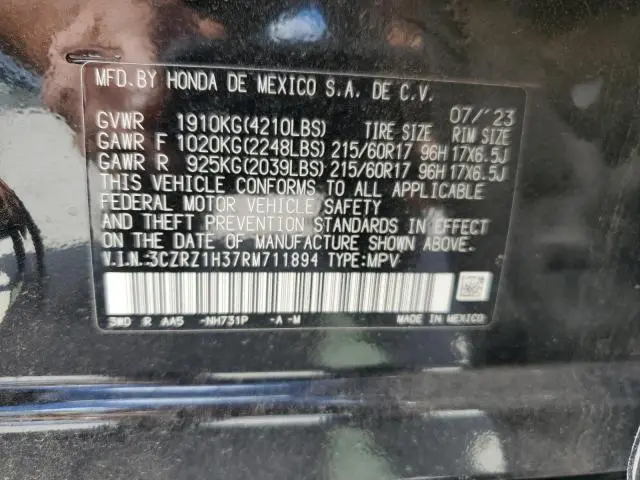 MFD. BY HONDA DE MEXICO S.A. DE C.V.
07/'23
GVWR 1910KG(4210LBS) TIRE SIZE RIM SIZE
GAWR F 1020KG(2248LBS) 215/60R17 96H 17X6.5J
GAWR R 925KG(2039LBS) 215/60R17 96H 17X6.5J
THIS VEHICLE CONFORMS TO ALL APPLICABLE
FEDERAL MOTOR VEHICLE SAFETY
AND THEFT PREVENTION STANDARDS IN EFFECT
ON THE DATE OF MANUFACTURE SHOWN ABOVE.
V.I.N.:3CZRZ1H37RM711894 TYPE:MPV
3W0 R AA5 -NH731P -A -M MADE IN MEXICO